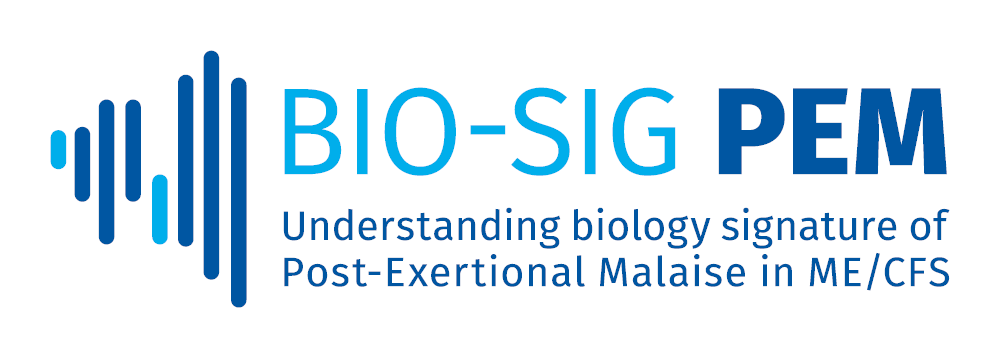 BIO-SIG PEM
Understanding biology signature of
Post-Exertional Malaise in ME/CFS